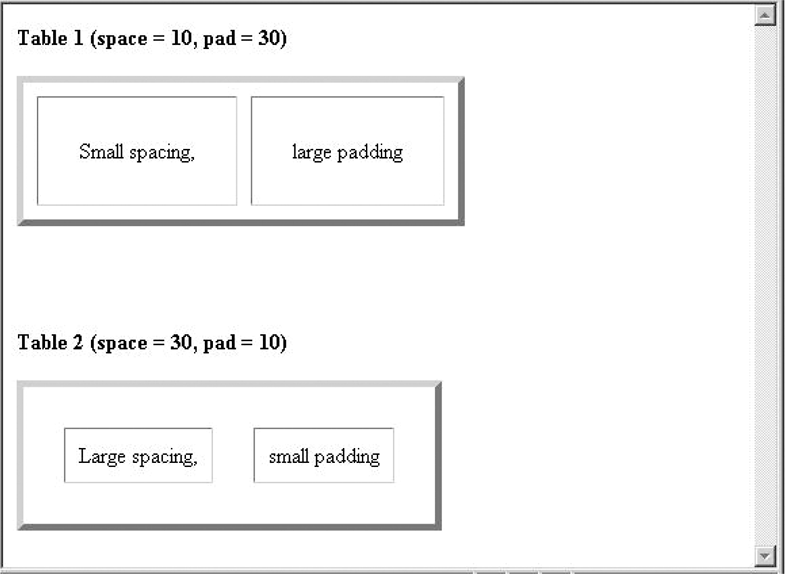 Table 1 (space = 10, pad = 30)
Small spacing, large padding
Table 2 (space = 30, pad = 10)
Large spacing, small padding